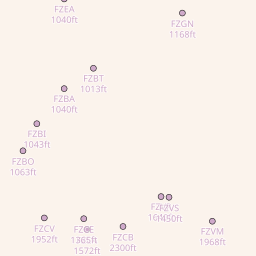 FZEA
1040ft
FZGN
1168ft
FZBT
1013ft
FZBA
1040ft
FZBI
1043ft
FZBO
1063ft
FZVS
1450ft
FZCV
1952ft
1365ft
1572ft
FZCB
2300ft
FZVM
1968ft